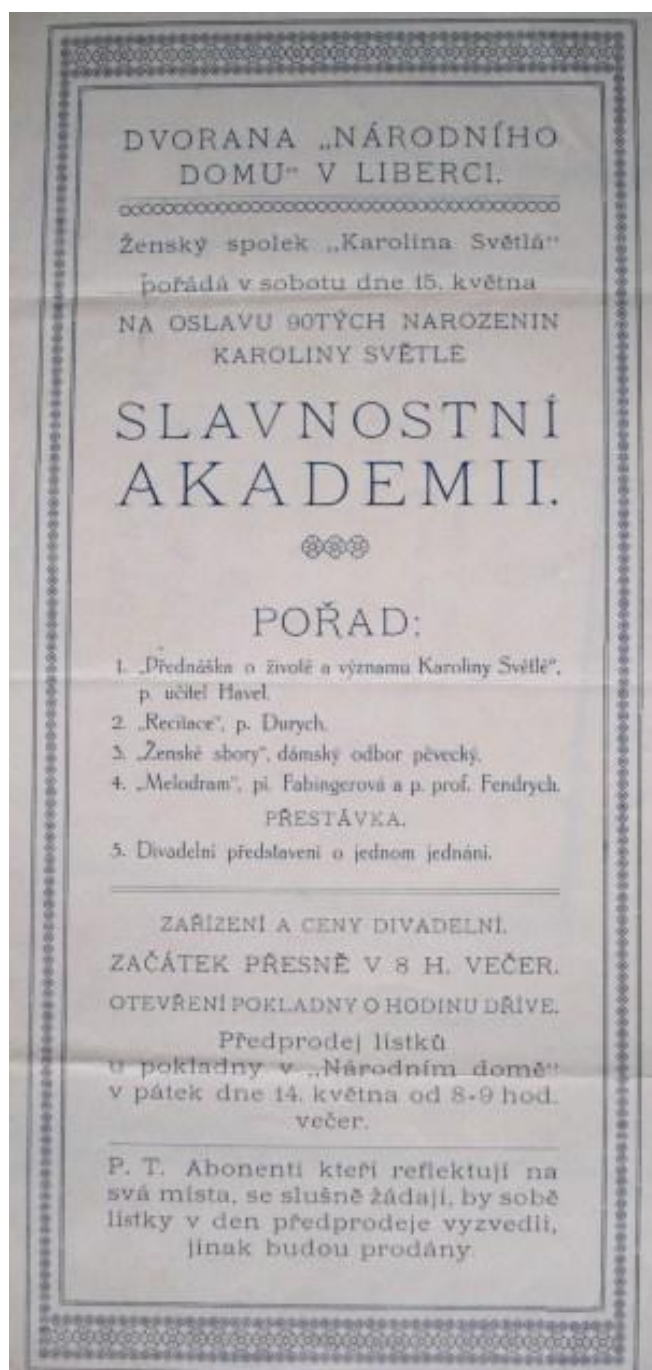 DVORANA „NÁRODNÍHO
DOMU" V LIBERCI.
Ženský spolek „Karolina Světlá"
pořádá v sobotu dne 15. května
NA OSLAVU 90TÝCH NAROZENIN
KAROLINY SVĚTLÉ
SLAVNOSTNÍ
AKADEMII.
POŘAD:
1. „Přednáška o životě a významu Karoliny Světlé",
p. učitel Havel.
2. „Recitace", p. Durych.
3. „Ženské sbory", dámský odbor pěvecký.
4. „Melodram", pí. Fabingerová a p. prof. Fendrych.
PŘESTÁVKA.
5. Divadelní představení o jednom jednání.
ZAŘÍZENÍ A CENY DIVADELNÍ.
ZAČÁTEK PŘESNĚ V 8 H. VEČER.
OTEVŘENÍ POKLADNY O HODINU DŘÍVE.
Předprodej lístků
u pokladny v „Národním domě"
v pátek dne 14. května od 8-9 hod.
večer.
P. T. Abonenti kteří reflektují na
svá místa, se slušně žádají, by sobě
lístky v den předprodeje vyzvedli,
jinak budou prodány.